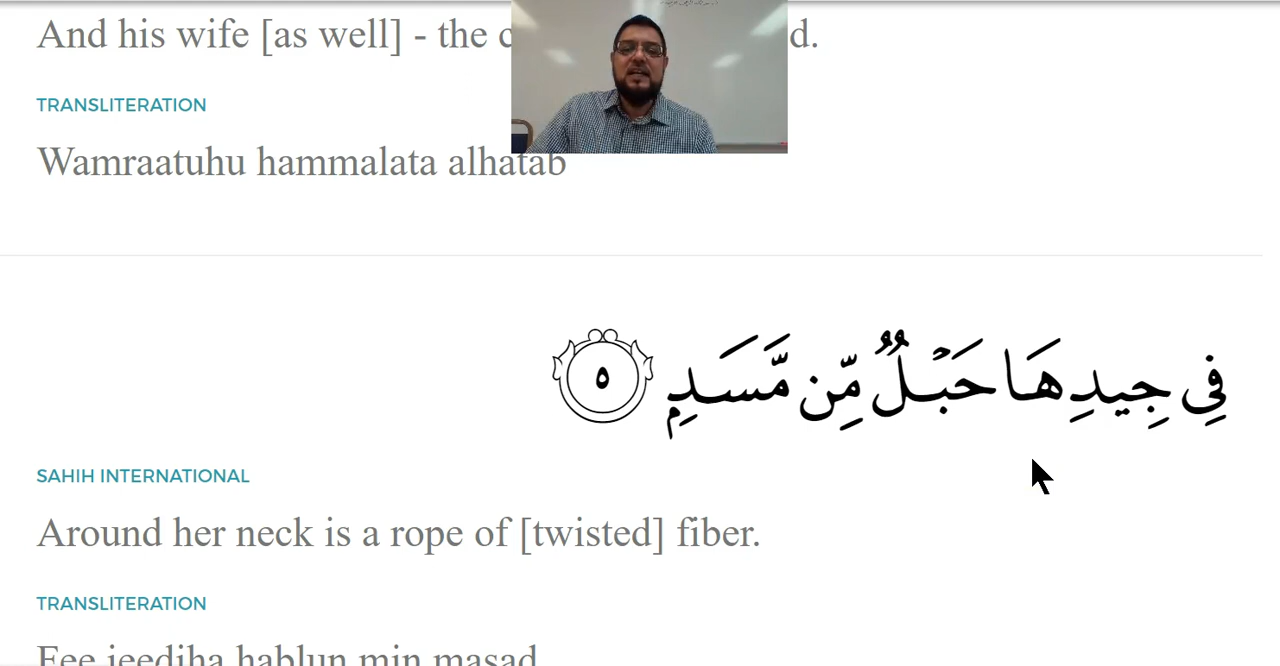 And his wife [as well] - the c d.
TRANSLITERATION
Wamraatuhu hammalata alhatab
فِى جِيدِهَا حَبْلٌ مِّن مَّسَدٍۭ ٥
SAHIH INTERNATIONAL
Around her neck is a rope of [twisted] fiber.
TRANSLITERATION
Fee jeediha hablun min masad